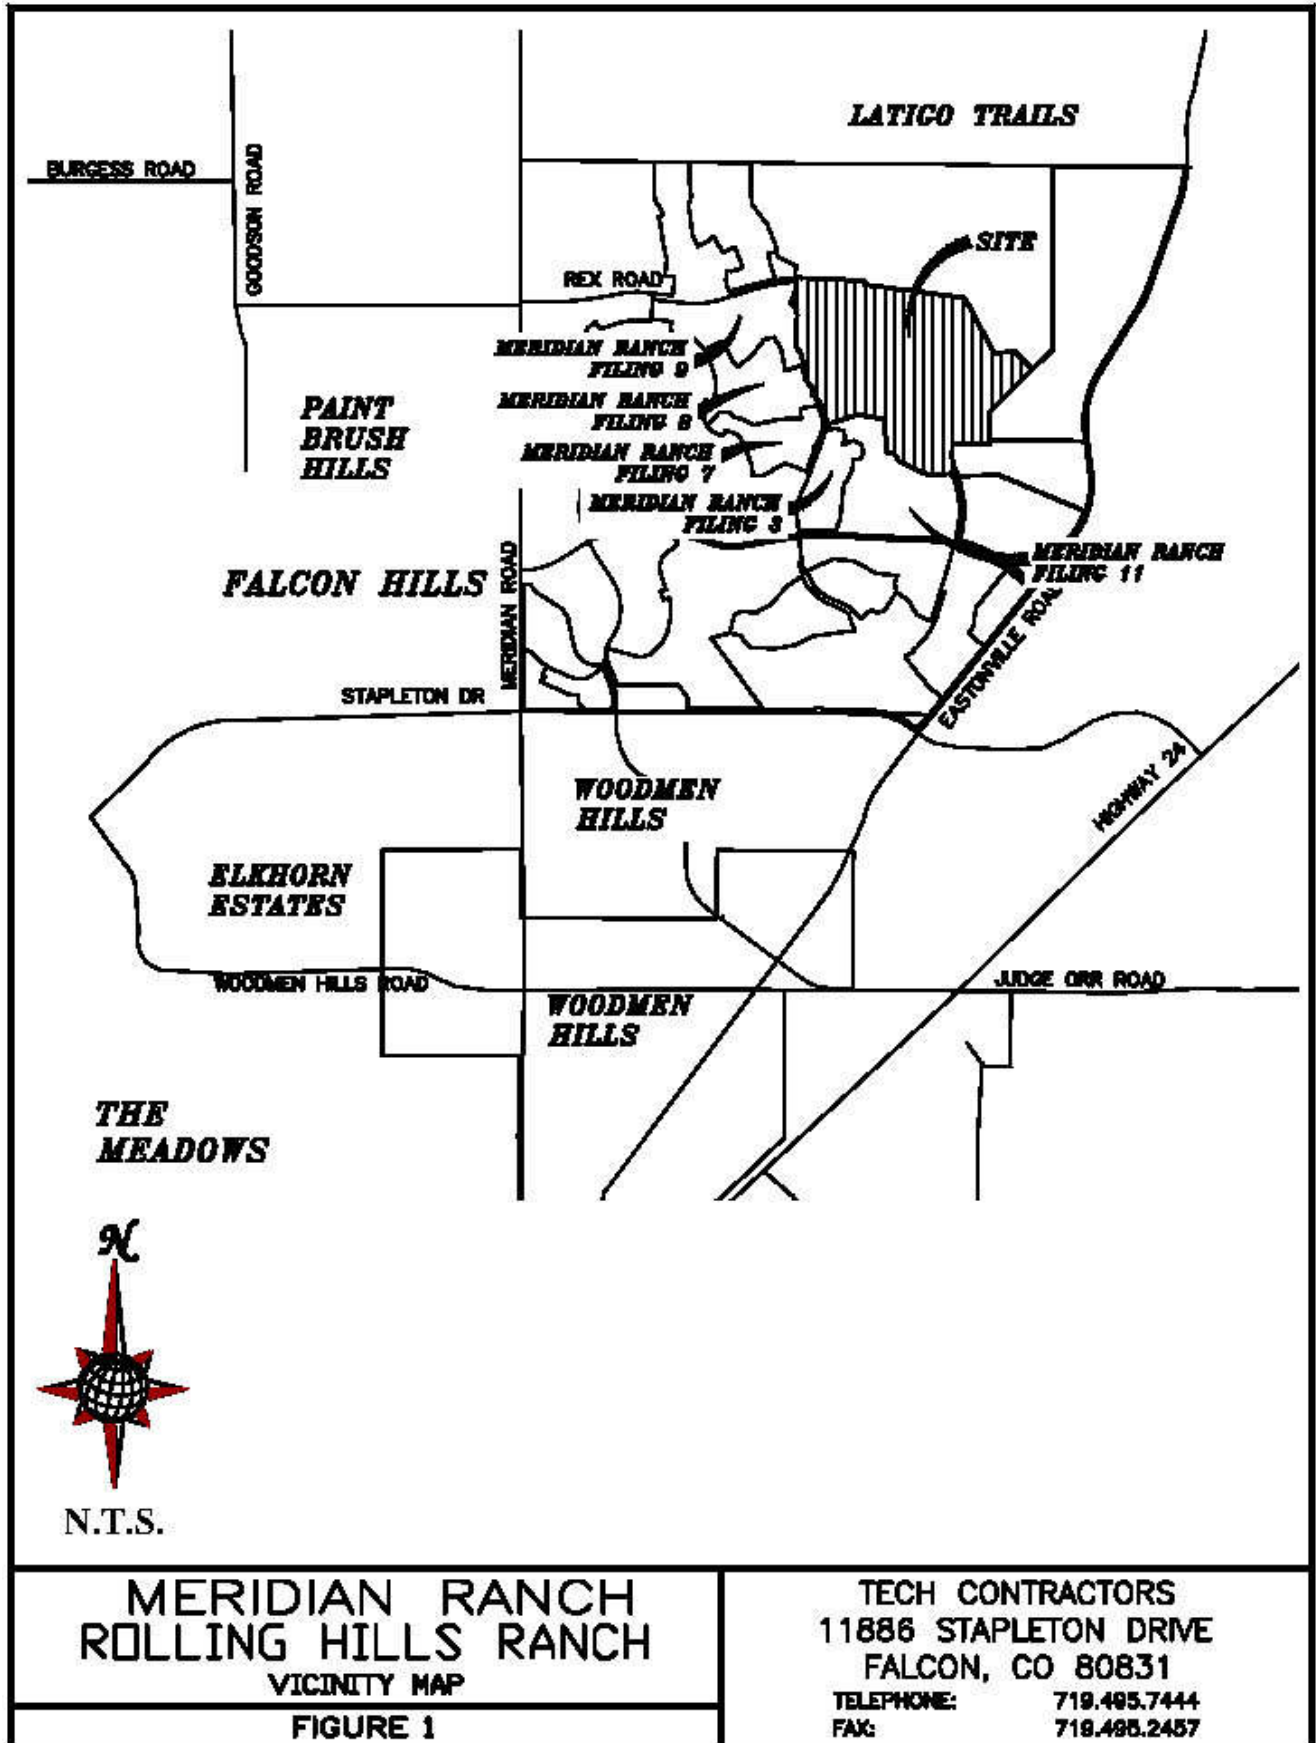 LATIGO TRAILS
BURGESS ROAD
GOODSON ROAD
SITE
REX ROAD
MERIDIAN RANCH
FILING 9
MERIDIAN RANCH
FILING 8
PAINT
BRUSH
HILLS
MERIDIAN RANCH
FILING 7
MERIDIAN RANCH
FILING 3
MERIDIAN RANCH
FILING 11
FALCON HILLS
MERIDIAN ROAD
EASTONVILLE ROAD
STAPLETON DR
HIGHWAY 24
WOODMEN
HILLS
ELKHORN
ESTATES
WOODMEN HILLS ROAD
JUDGE ORR ROAD
WOODMEN
HILLS
THE
MEADOWS
N
N.T.S.
MERIDIAN RANCH
ROLLING HILLS RANCH
VICINITY MAP
FIGURE 1
TECH CONTRACTORS
11886 STAPLETON DRIVE
FALCON, CO 80831
TELEPHONE: 719.495.7444
FAX: 719.495.2457